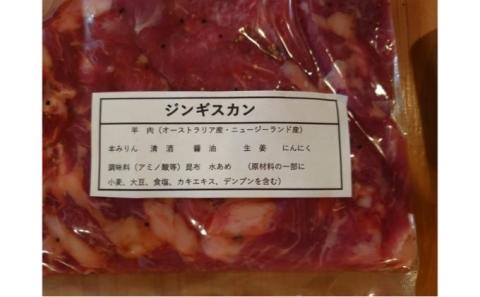 ジンギスカン
羊 肉（オーストラリア産・ニュージーランド産）
本みりん 清 酒 醤 油 生 姜 にんにく
調味料（アミノ酸等）昆布 水あめ （原材料の一部に
小麦、大豆、食塩、カキエキス、デンプンを含む）